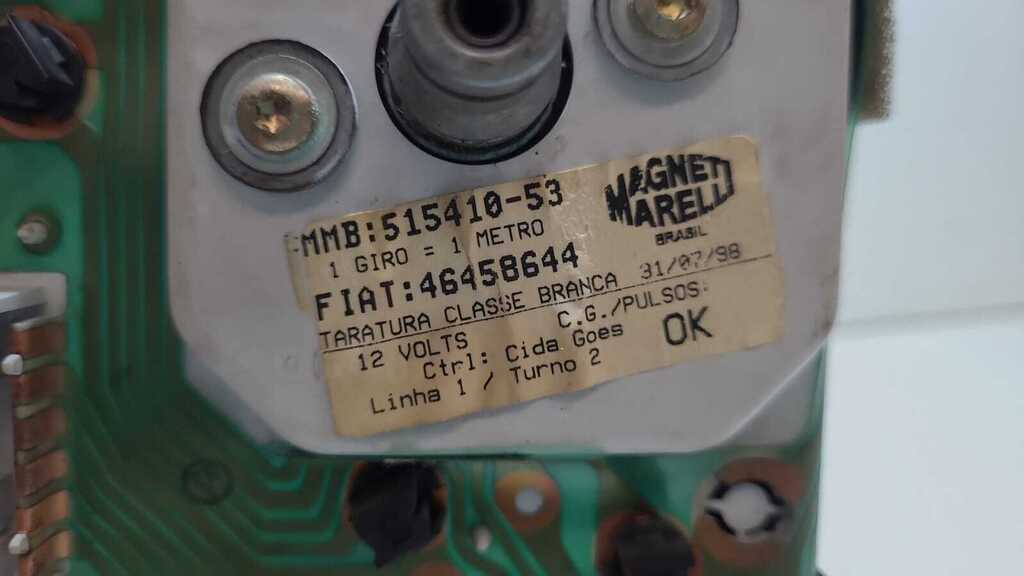 MMB:515410-53
1 GIRO = 1 METRO
MAGNETI
MARELLI
BRASIL
FIAT:46458644
TARATURA CLASSE BRANCA 31/07/98
12 VOLTS C.G./PULSOS:
Ctrl: Cida Goes OK
Linha 1 / Turno 2